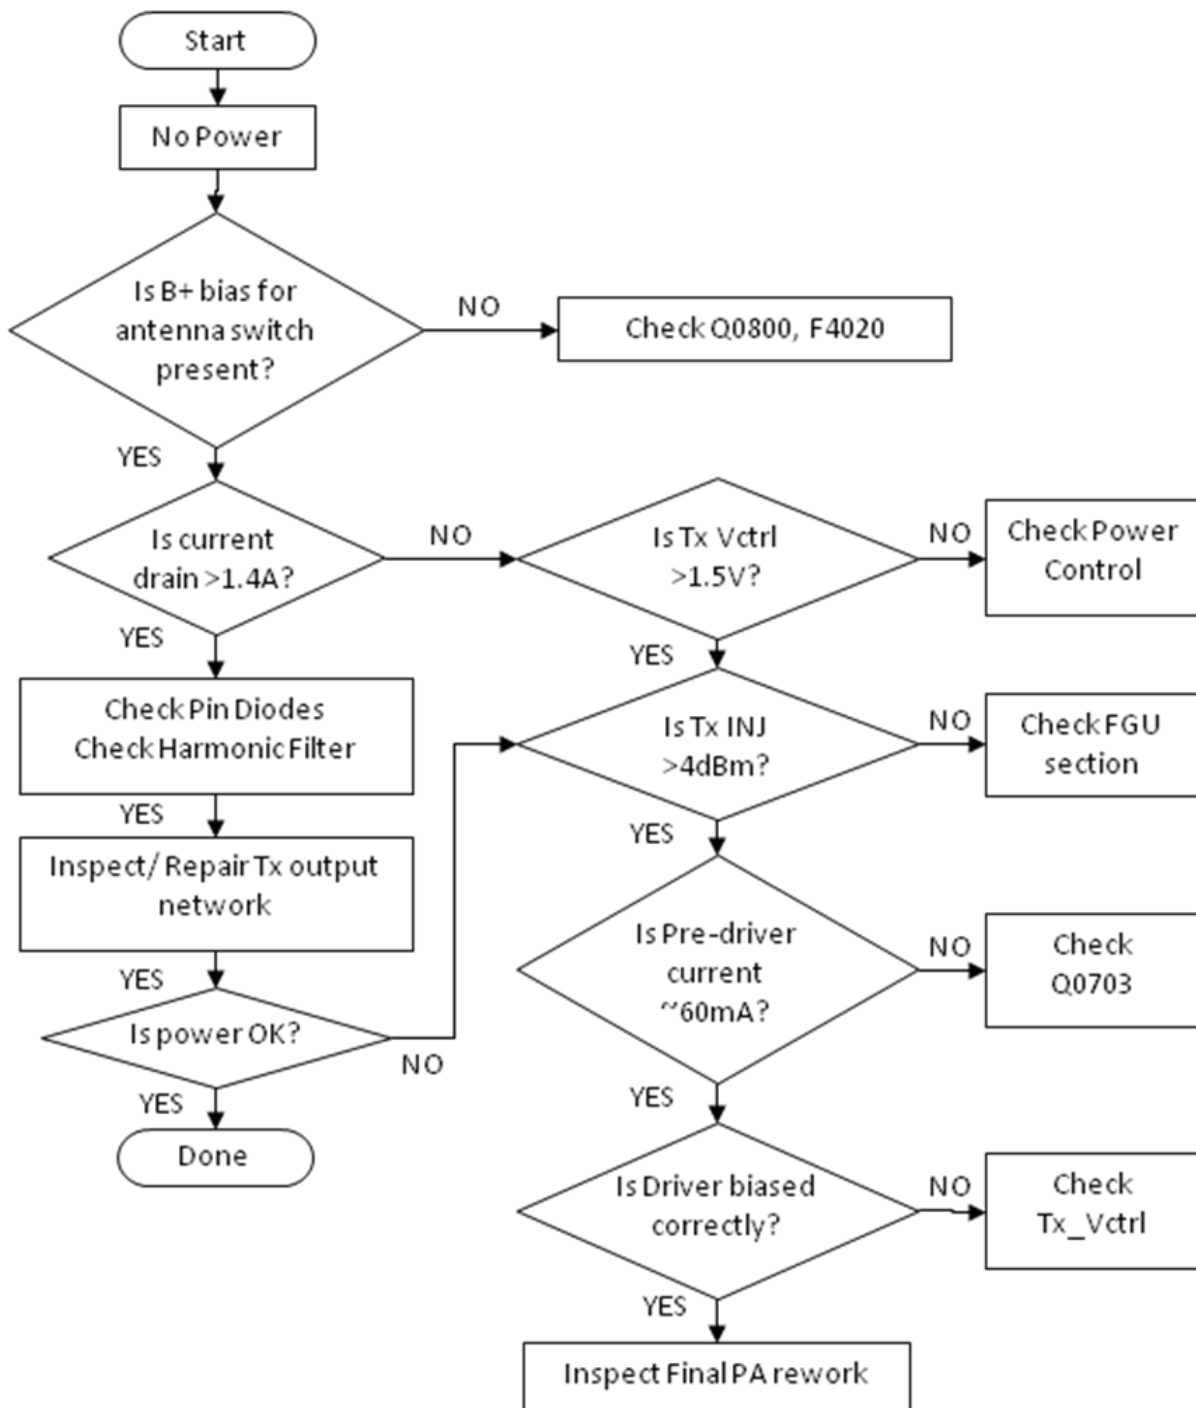 Start
No Power
Is B+ bias for
antenna switch
present?
NO
Check Q0800, F4020
YES
Is current
drain >1.4A?
NO
Is Tx Vctrl
>1.5V?
NO
Check Power
Control
YES
YES
Check Pin Diodes
Check Harmonic Filter
Is Tx INJ
>4dBm?
NO
Check FGU
section
YES
YES
Inspect/ Repair Tx output
network
Is Pre-driver
current
~60mA?
NO
Check
Q0703
YES
Is power OK?
NO
YES
YES
Done
Is Driver biased
correctly?
NO
Check
Tx_Vctrl
YES
Inspect Final PA rework